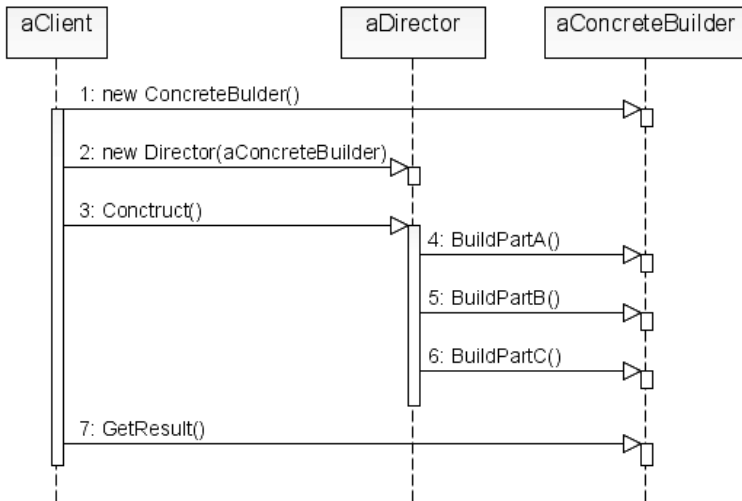 aClient
aDirector
aConcreteBuilder
1: new ConcreteBulder()
2: new Director(aConcreteBuilder)
3: Conctruct()
4: BuildPartA()
5: BuildPartB()
6: BuildPartC()
7: GetResult()